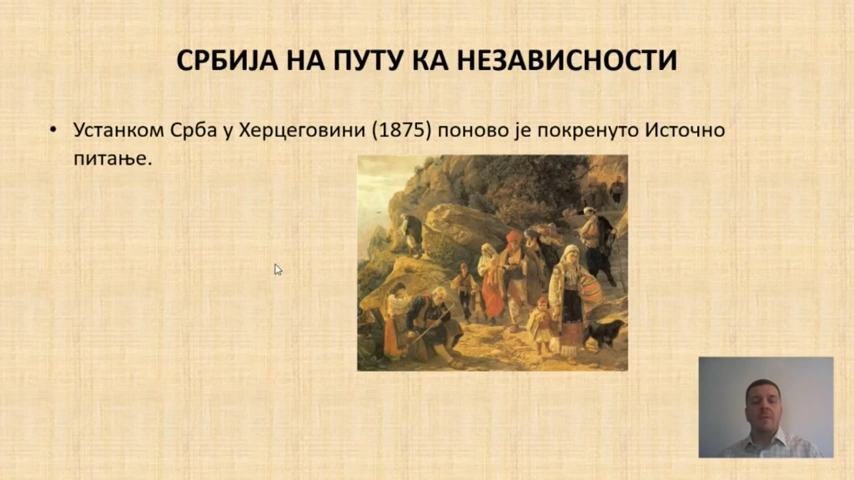 СРБИЈА НА ПУТУ КА НЕЗАВИСНОСТИ
• Устанком Срба у Херцеговини (1875) поново је покренуто Источно
питање.